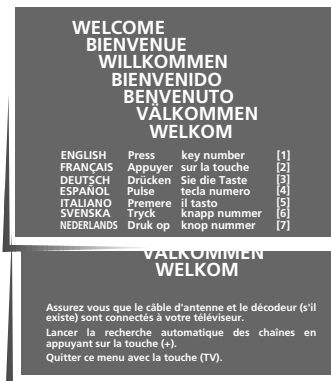 WELCOME
BIENVENUE
WILLKOMMEN
BIENVENIDO
BENVENUTO
VÄLKOMMEN
WELKOM
ENGLISH Press key number [1]
FRANÇAIS Appuyer sur la touche [2]
DEUTSCH Drücken Sie die Taste [3]
ESPAÑOL Pulse tecla numero [4]
ITALIANO Premere il tasto [5]
SVENSKA Tryck knapp nummer [6]
NEDERLANDS Druk op knop nummer [7]
VALKOMMEN
WELKOM
Assurez vous que le câble d'antenne et le décodeur (s'il
existe) sont connectés à votre téléviseur.
Lancer la recherche automatique des chaînes en
appuyant sur la touche (+).
Quitter ce menu avec la touche (TV).